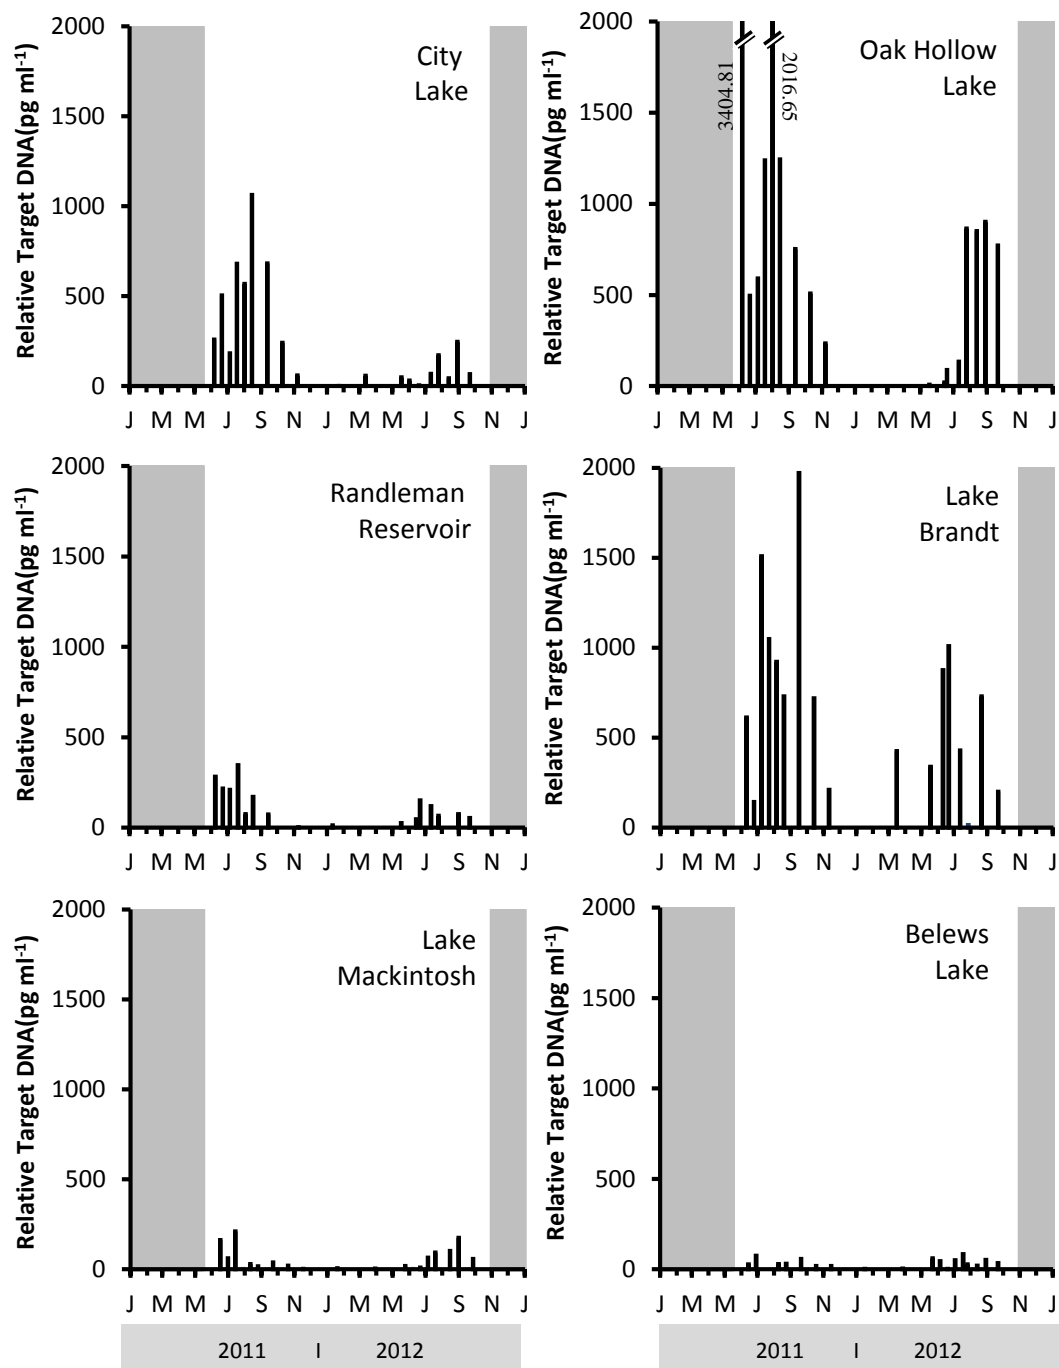 Relative Target DNA(pg ml-1)
2000
1500
1000
500
0
City
Lake
J M M J S N J M M J S N J
Relative Target DNA(pg ml-1)
2000
1500
1000
500
0
3404.81
2016.65
Oak Hollow
Lake
J M M J S N J M M J S N J
Relative Target DNA(pg ml-1)
2000
1500
1000
500
0
Randleman
Reservoir
J M M J S N J M M J S N J
Relative Target DNA(pg ml-1)
2000
1500
1000
500
0
Lake
Brandt
J M M J S N J M M J S N J
Relative Target DNA(pg ml-1)
2000
1500
1000
500
0
Lake
Mackintosh
J M M J S N J M M J S N J
2011 I 2012
Relative Target DNA(pg ml-1)
2000
1500
1000
500
0
Belews
Lake
J M M J S N J M M J S N J
2011 I 2012